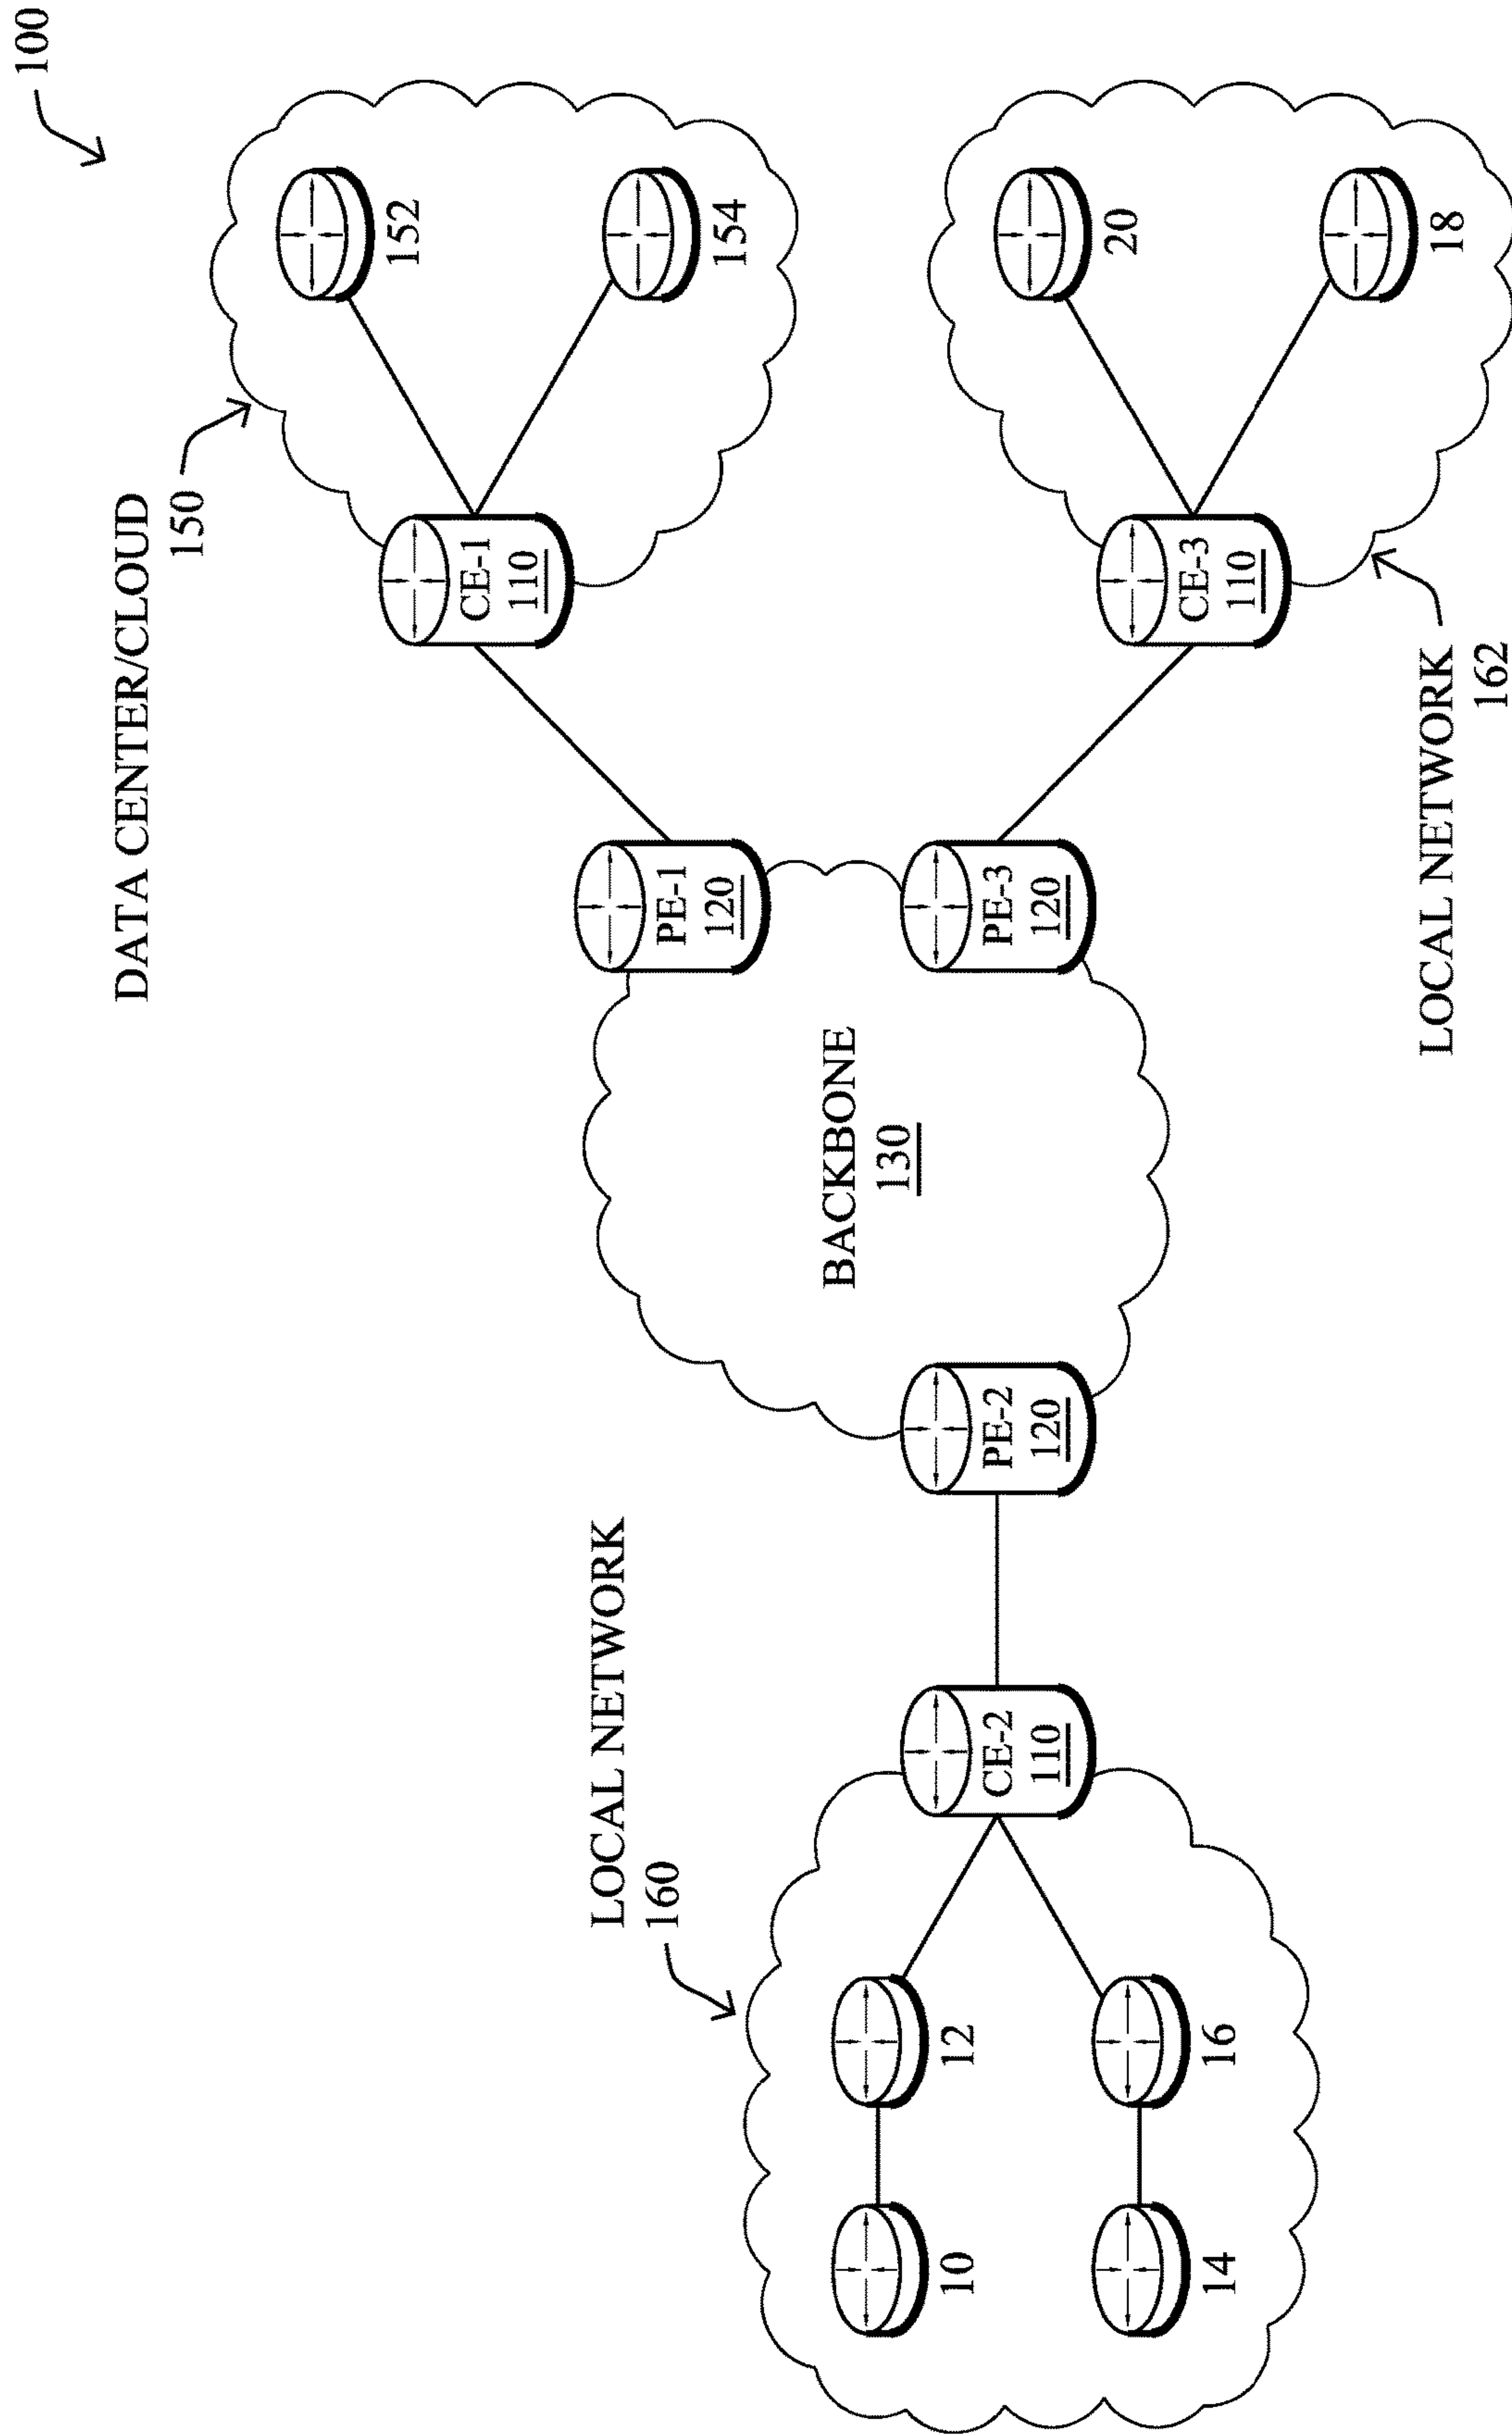 100
DATA CENTER/CLOUD
150
152
154
CE-1
110
PE-1
120
LOCAL NETWORK
160
BACKBONE
130
10
12
CE-2
110
PE-2
120
PE-3
120
CE-3
110
20
14
16
18
LOCAL NETWORK
162